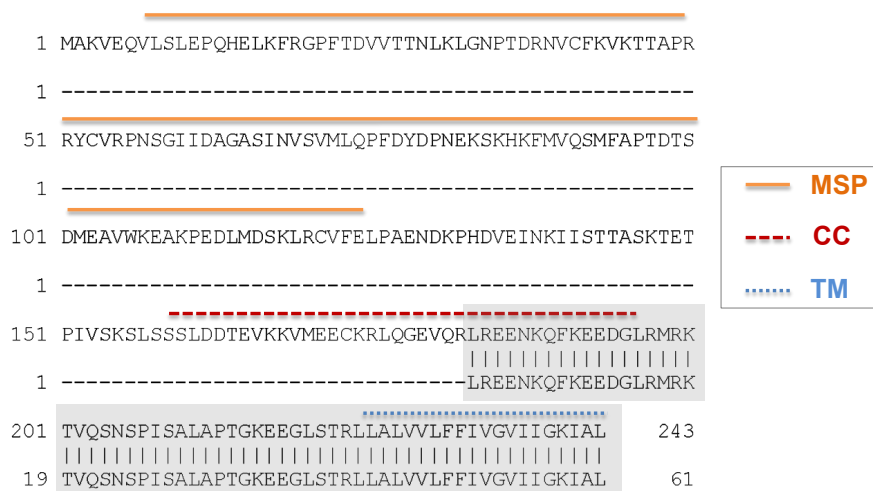 1 MAKVEQVLSLEPQHELKFRGPFTDVVTTNLKLGNPTDRNVCFKVKTTAPR
1 --------------------------------------------------
51 RYCVRPNSGIIDAGASINVSVMLQPFDYDPNEKSKHKFMVQSMFAPTDTS
1 --------------------------------------------------
101 DMEAVWKEAKPEDLMDSKLRCVFELPAENDKPHDVEINKIISTTASKTET
1 --------------------------------------------------
151 PIVSKSLSSSLDDTEVKKVMEECKRLQGEVQRLREENKQFKEEDGLRMRK
||||||||||||||||||
1 --------------------------------LREENKQFKEEDGLRMRK
201 TVQSNSPISALAPTGKEEGLSTRLLALVVLFFIVGVIIGKIAL 243
|||||||||||||||||||||||||||||||||||||||||||
19 TVQSNSPISALAPTGKEEGLSTRLLALVVLFFIVGVIIGKIAL 61
MSP
CC
TM